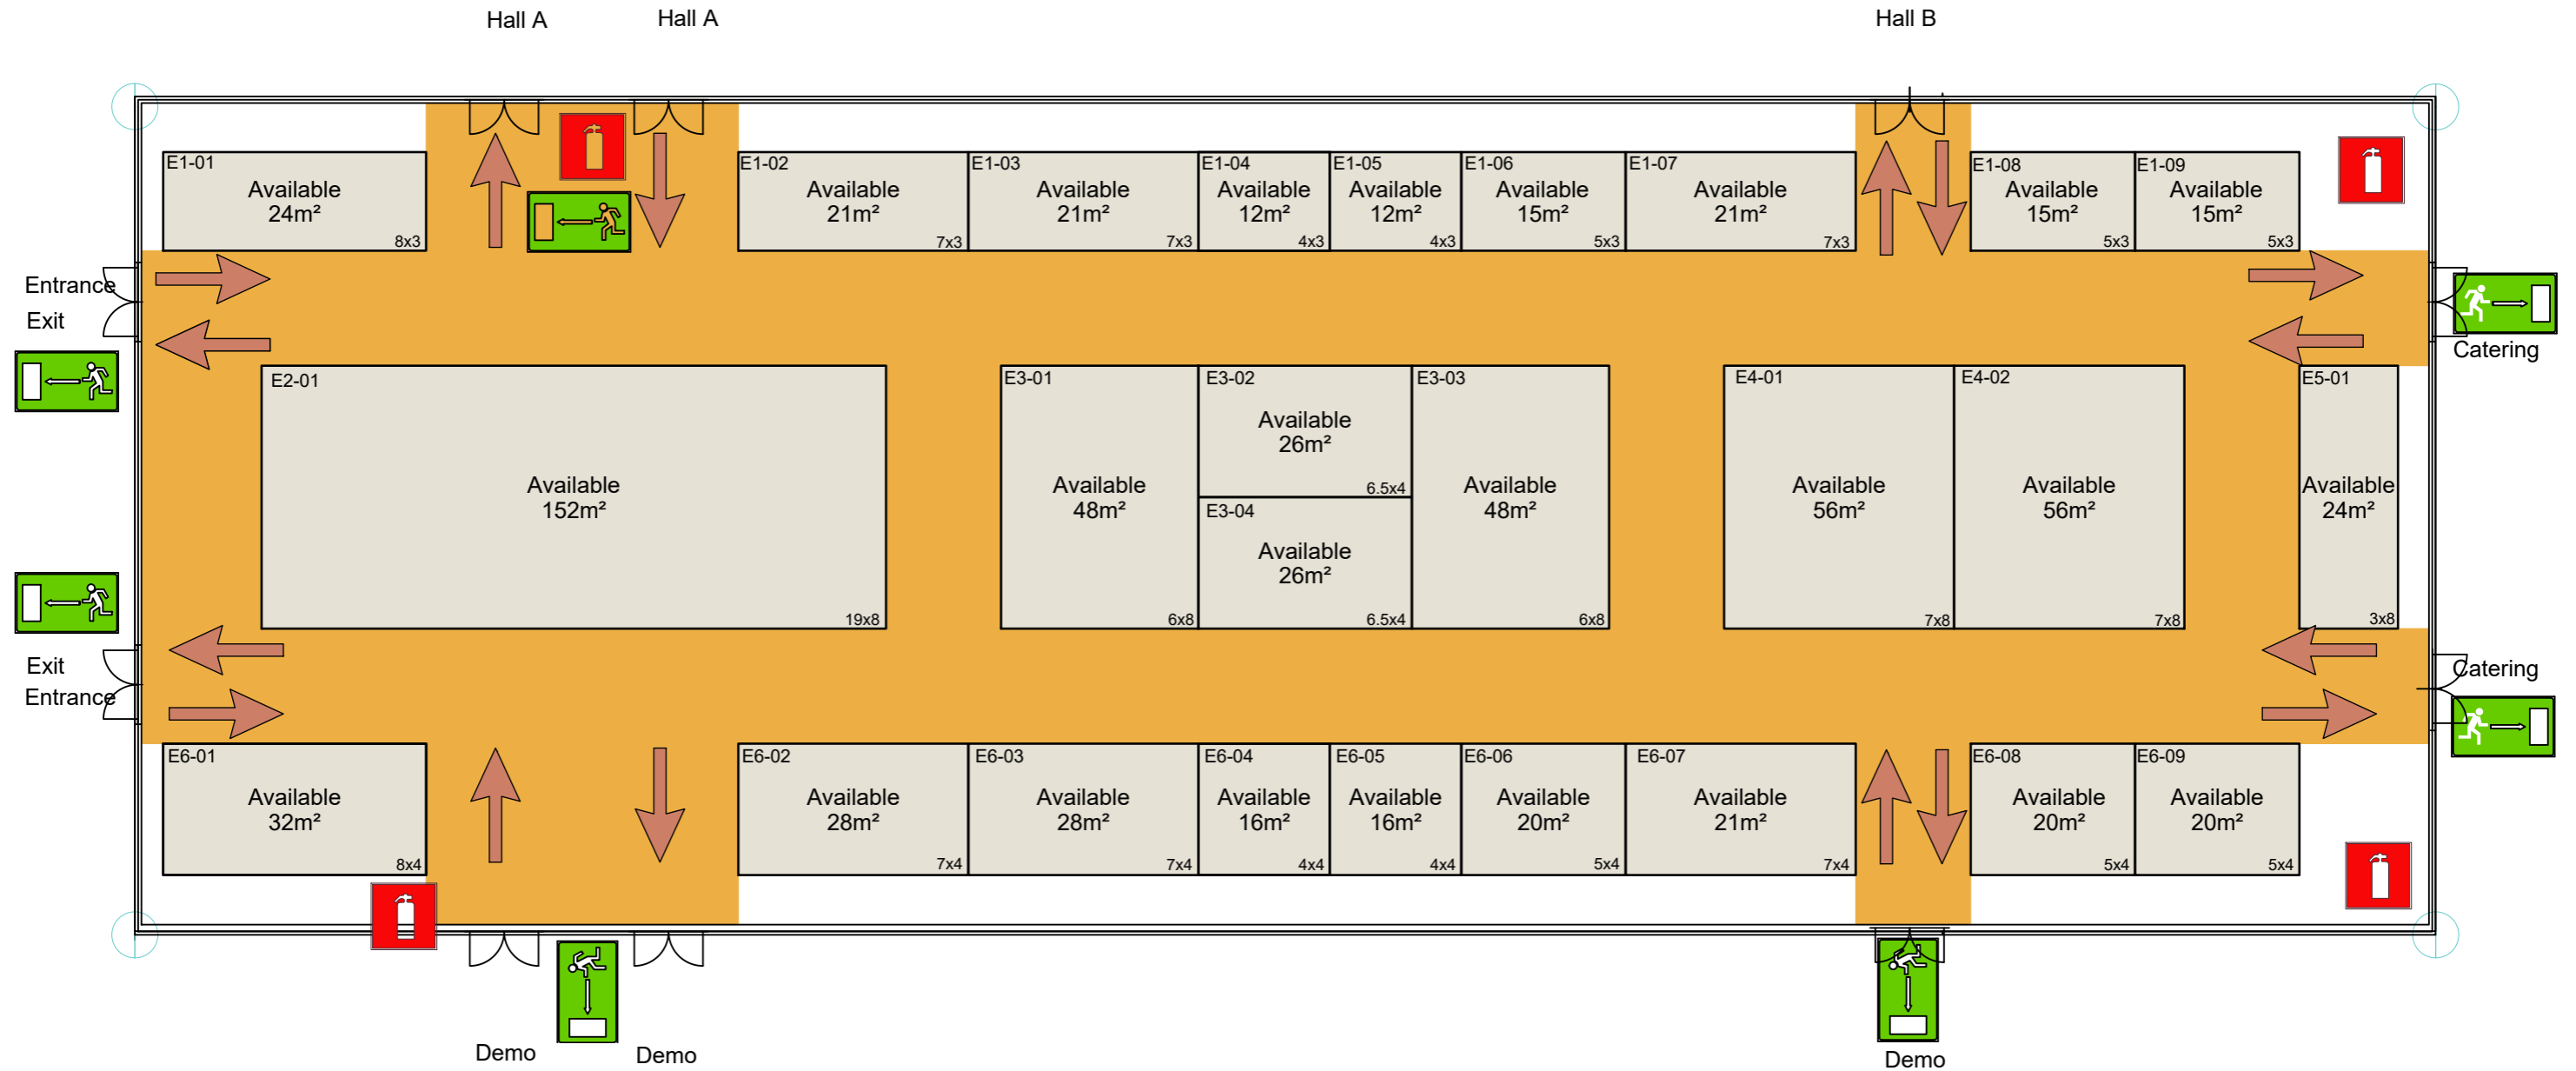 Hall A
Hall A
Hall B
E1-01
Available
24m²
8x3
E1-02
Available
21m²
7x3
E1-03
Available
21m²
7x3
E1-04
Available
12m²
4x3
E1-05
Available
12m²
4x3
E1-06
Available
15m²
5x3
E1-07
Available
21m²
7x3
E1-08
Available
15m²
5x3
E1-09
Available
15m²
5x3
Entrance
Exit
Catering
E2-01
Available
152m²
19x8
E3-01
Available
48m²
6x8
E3-02
Available
26m²
6.5x4
E3-04
Available
26m²
6.5x4
E3-03
Available
48m²
6x8
E4-01
Available
56m²
7x8
E4-02
Available
56m²
7x8
E5-01
Available
24m²
3x8
Exit
Entrance
Catering
E6-01
Available
32m²
8x4
E6-02
Available
28m²
7x4
E6-03
Available
28m²
7x4
E6-04
Available
16m²
4x4
E6-05
Available
16m²
4x4
E6-06
Available
20m²
5x4
E6-07
Available
21m²
7x4
E6-08
Available
20m²
5x4
E6-09
Available
20m²
5x4
Demo
Demo
Demo